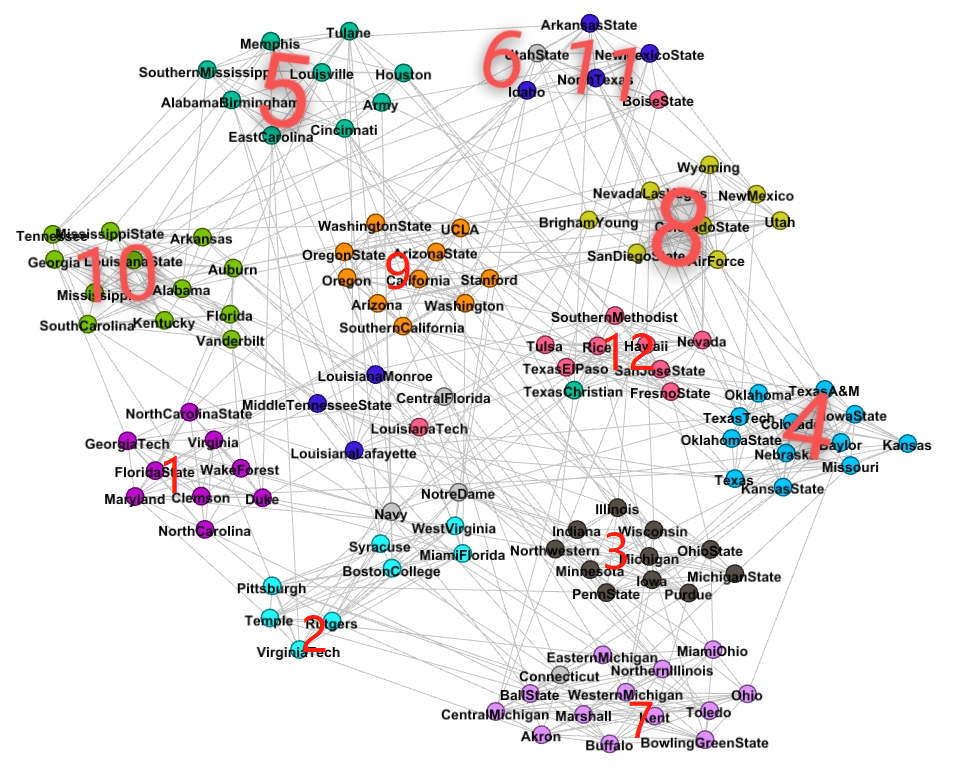 ArkansasState
Tulane
Memphis
UtahState
NewMexicoState
6
11
5
SouthernMississippi
Louisville
Houston
NorthTexas
Idaho
AlabamaBirmingham
Army
BoiseState
EastCarolina
Cincinnati
Wyoming
NevadaLasVegas
NewMexico
8
WashingtonState
UCLA
BrighamYoung
ColoradoState
Utah
Tennessee
MississippiState
Arkansas
OregonState
ArizonaState
SanDiegoState
AirForce
Georgia
LouisianaState
10
Auburn
9
Oregon
California
Stanford
Mississippi
Alabama
Arizona
Washington
SouthCarolina
Kentucky
Florida
SouthernCalifornia
SouthernMethodist
Vanderbilt
Tulsa
Rice
12
Hawaii
Nevada
TexasElPaso
SanJoseState
LouisianaMonroe
TexasChristian
FresnoState
Oklahoma
TexasA&M
CentralFlorida
MiddleTennesseeState
NorthCarolinaState
TexasTech
Colorado
4
IowaState
LouisianaTech
GeorgiaTech
Virginia
OklahomaState
Baylor
Kansas
LouisianaLafayette
Nebraska
FloridaState
1
WakeForest
Missouri
Texas
KansasState
Maryland
Clemson
Duke
NotreDame
Navy
Illinois
NorthCarolina
WestVirginia
Indiana
Wisconsin
Syracuse
MiamiFlorida
Northwestern
3
Michigan
OhioState
BostonCollege
Minnesota
Iowa
MichiganState
Pittsburgh
PennState
Purdue
Temple
Rutgers
2
VirginiaTech
EasternMichigan
MiamiOhio
Connecticut
NorthernIllinois
BallState
WesternMichigan
Ohio
CentralMichigan
Marshall
7
Kent
Toledo
Akron
Buffalo
BowlingGreenState